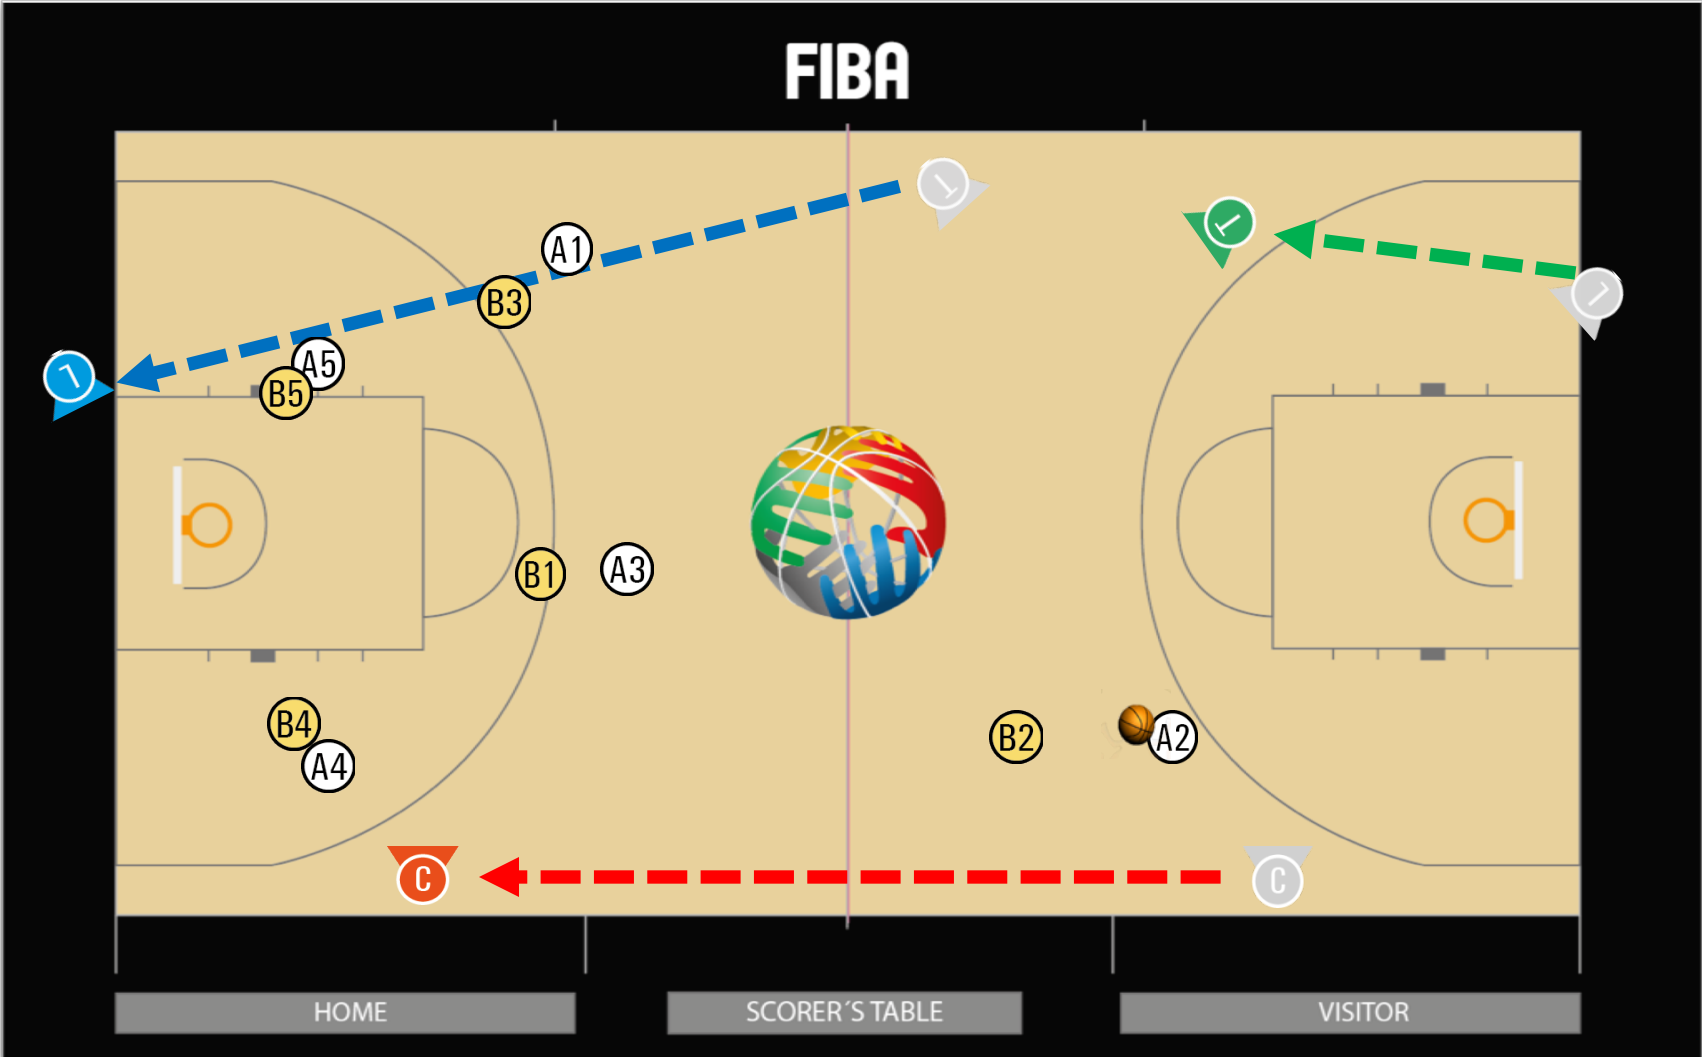 FIBA
T
T
L
A1
B3
A5
L
B5
B1
A3
B4
A4
B2
A2
C
C
HOME
SCORER´S TABLE
VISITOR